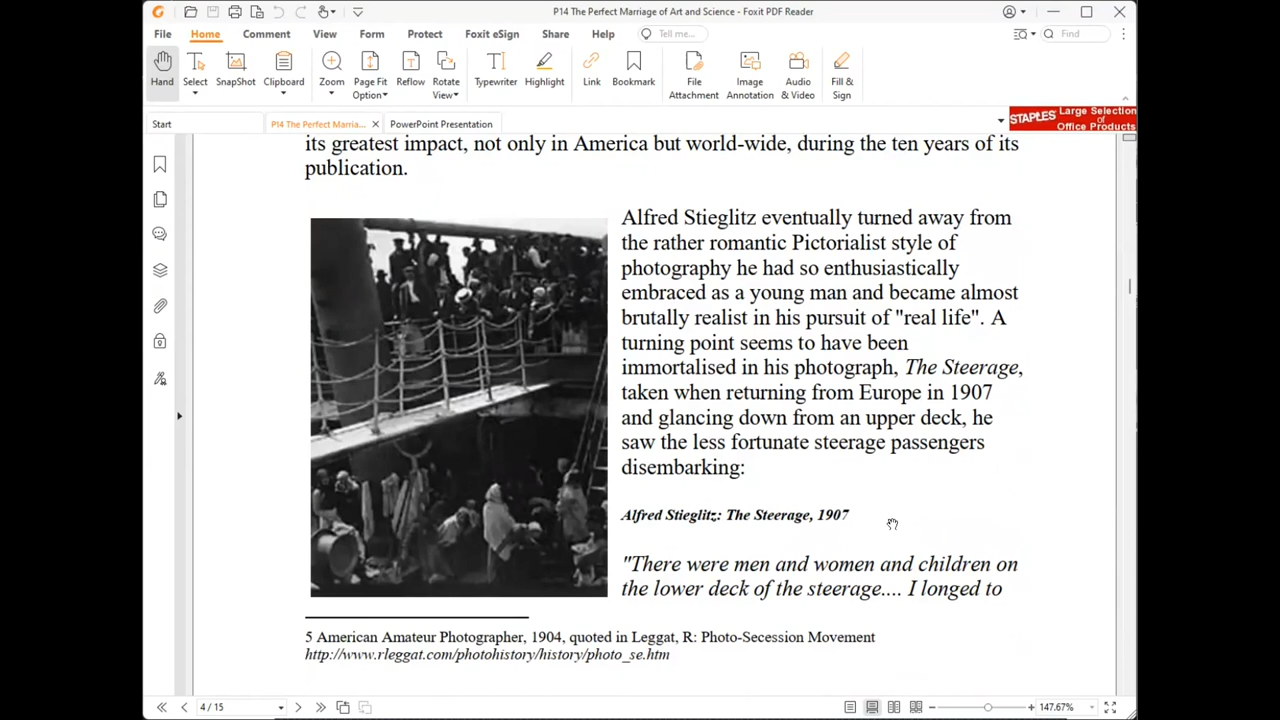 P14 The Perfect Marriage of Art and Science - Foxit PDF Reader
File Home Comment View Form Protect Foxit eSign Share Help Tell me... Find
Hand Select SnapShot Clipboard Zoom Page Fit Option Reflow Rotate View Typewriter Highlight Link Bookmark File Attachment Image Annotation Audio & Video Fill & Sign
Start P14 The Perfect Marria... PowerPoint Presentation
STAPLES Large Selection
of
Office Products
its greatest impact, not only in America but world-wide, during the ten years of its
publication.
Alfred Stieglitz eventually turned away from
the rather romantic Pictorialist style of
photography he had so enthusiastically
embraced as a young man and became almost
brutally realist in his pursuit of "real life". A
turning point seems to have been
immortalised in his photograph, The Steerage,
taken when returning from Europe in 1907
and glancing down from an upper deck, he
saw the less fortunate steerage passengers
disembarking:
Alfred Stieglitz: The Steerage, 1907
"There were men and women and children on
the lower deck of the steerage.... I longed to
5 American Amateur Photographer, 1904, quoted in Leggat, R: Photo-Secession Movement
http://www.rleggat.com/photohistory/history/photo_se.htm
4 / 15 147.67%